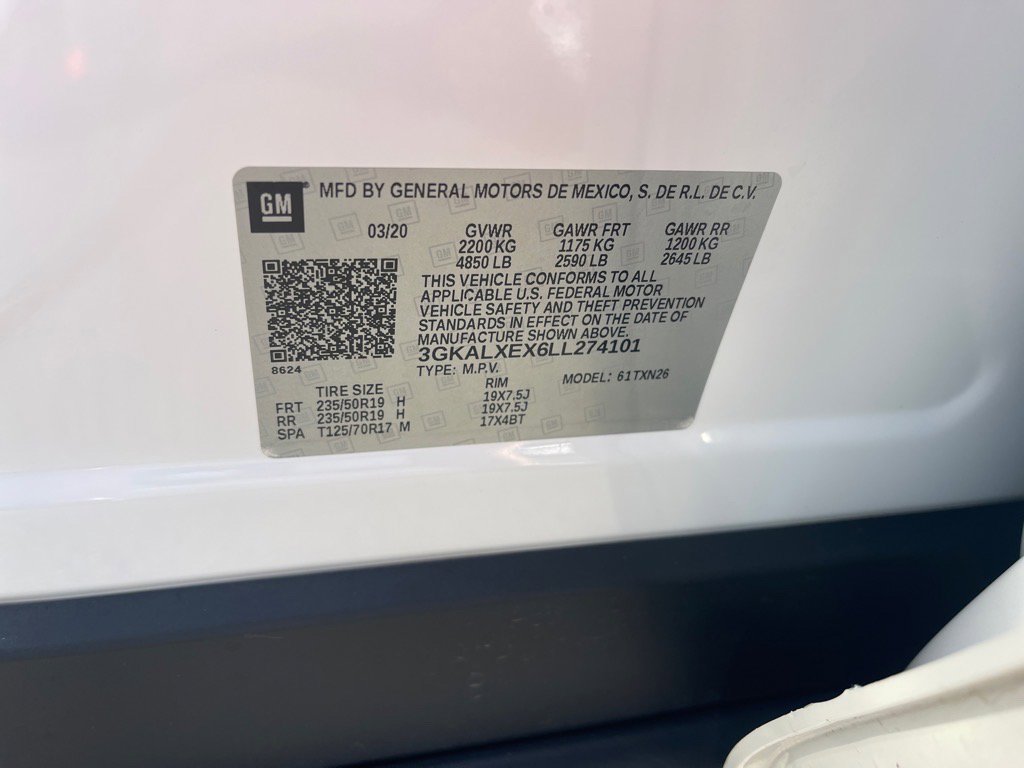 GM MFD BY GENERAL MOTORS DE MEXICO, S. DE R.L. DE C.V.
03/20 GVWR GAWR FRT GAWR RR
2200 KG 1175 KG 1200 KG
4850 LB 2590 LB 2645 LB
THIS VEHICLE CONFORMS TO ALL
APPLICABLE U.S. FEDERAL MOTOR
VEHICLE SAFETY AND THEFT PREVENTION
STANDARDS IN EFFECT ON THE DATE OF
MANUFACTURE SHOWN ABOVE.
3GKALXEX6LL274101
8624
TYPE: M.P.V. MODEL: 61TXN26
TIRE SIZE RIM
FRT 235/50R19 H 19X7.5J
RR 235/50R19 H 19X7.5J
SPA T125/70R17 M 17X4BT